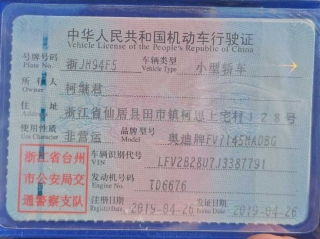 中华人民共和国机动车行驶证
Vehicle License of the People's Republic of China
号牌号码 浙JH94F5 车辆类型 小型轿车
Plate No. Vehicle Type
所有人 柯继君
Owner
住址 浙江省仙居县田市镇柯思上宅村128号
Address
使用性质 非营运 品牌型号 奥迪牌FV7145HADBG
Use Character Model
浙江省台州
市公安局交
通警察支队
车辆识别代号 LFV2B28U7J3387791
VIN
发动机号码 TD6676
Engine No.
注册日期 2019-04-26 发证日期 2019-04-26
Register Date Issue Date